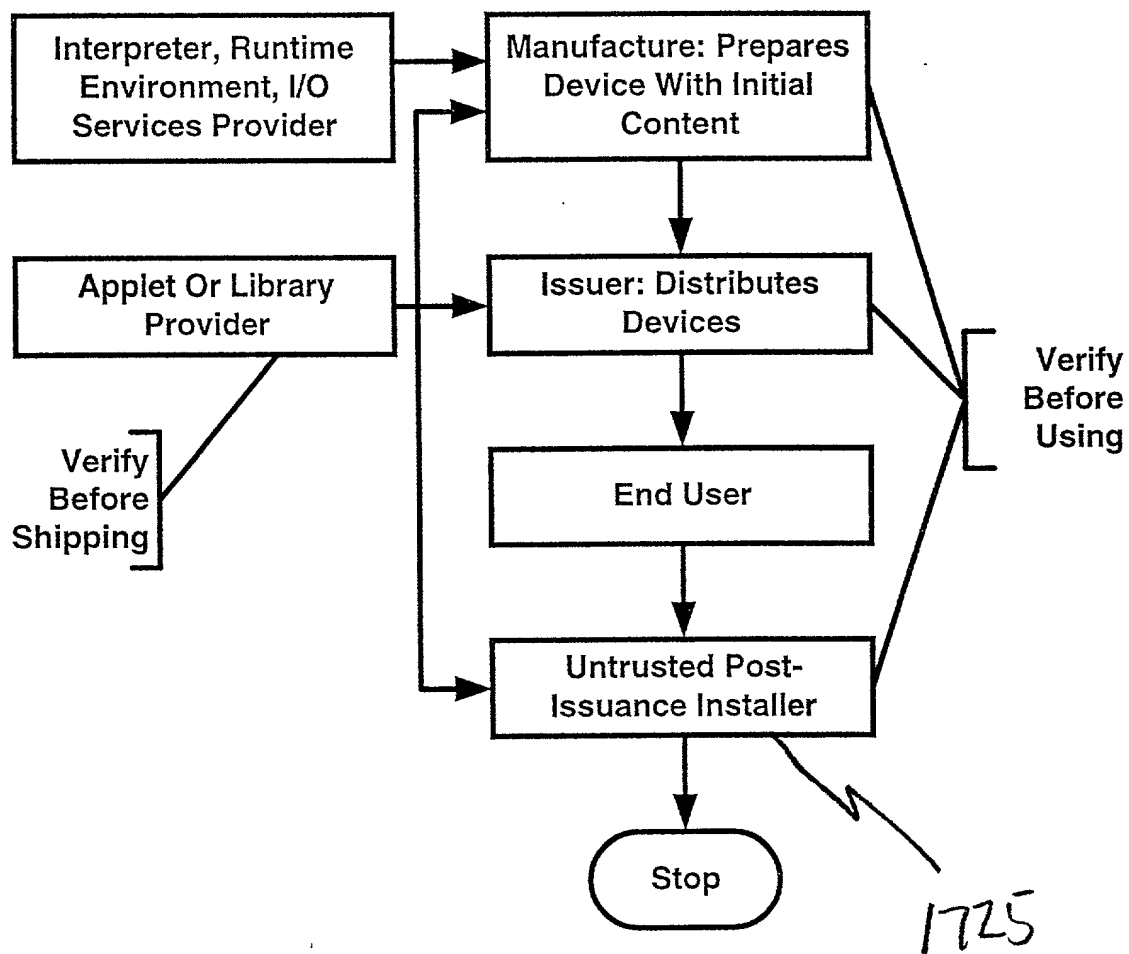 Interpreter, Runtime
Environment, I/O
Services Provider
Manufacture: Prepares
Device With Initial
Content
Applet Or Library
Provider
Issuer: Distributes
Devices
Verify
Before
Using
Verify
Before
Shipping
End User
Untrusted Post-
Issuance Installer
Stop
1725